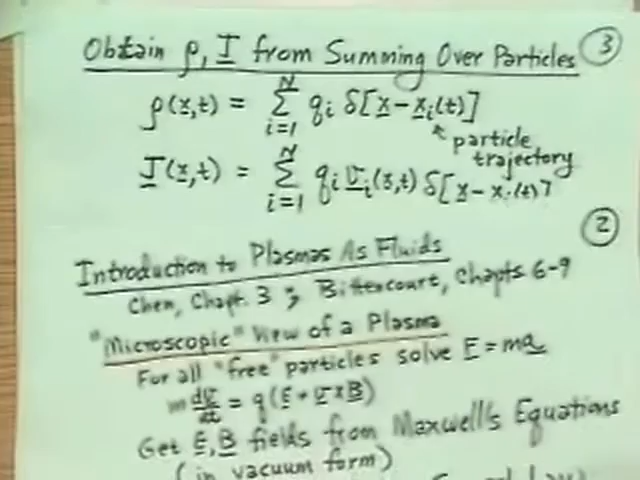 Obtain ρ, J from Summing Over Particles ③
ρ(x,t) = Σ_{i=1}^{N} q_i δ[x-x_i(t)]
particle
trajectory
J(x,t) = Σ_{i=1}^{N} q_i v_i(x,t) δ[x-x_i(t)]
②
Introduction to Plasmas As Fluids
Chen, Chapt. 3 ; Bittencourt, Chapts 6-9
"Microscopic" View of a Plasma
For all "free" particles solve F = ma
m dv/dt = q(E + v x B)
Get E, B fields from Maxwell's Equations
(in vacuum form)